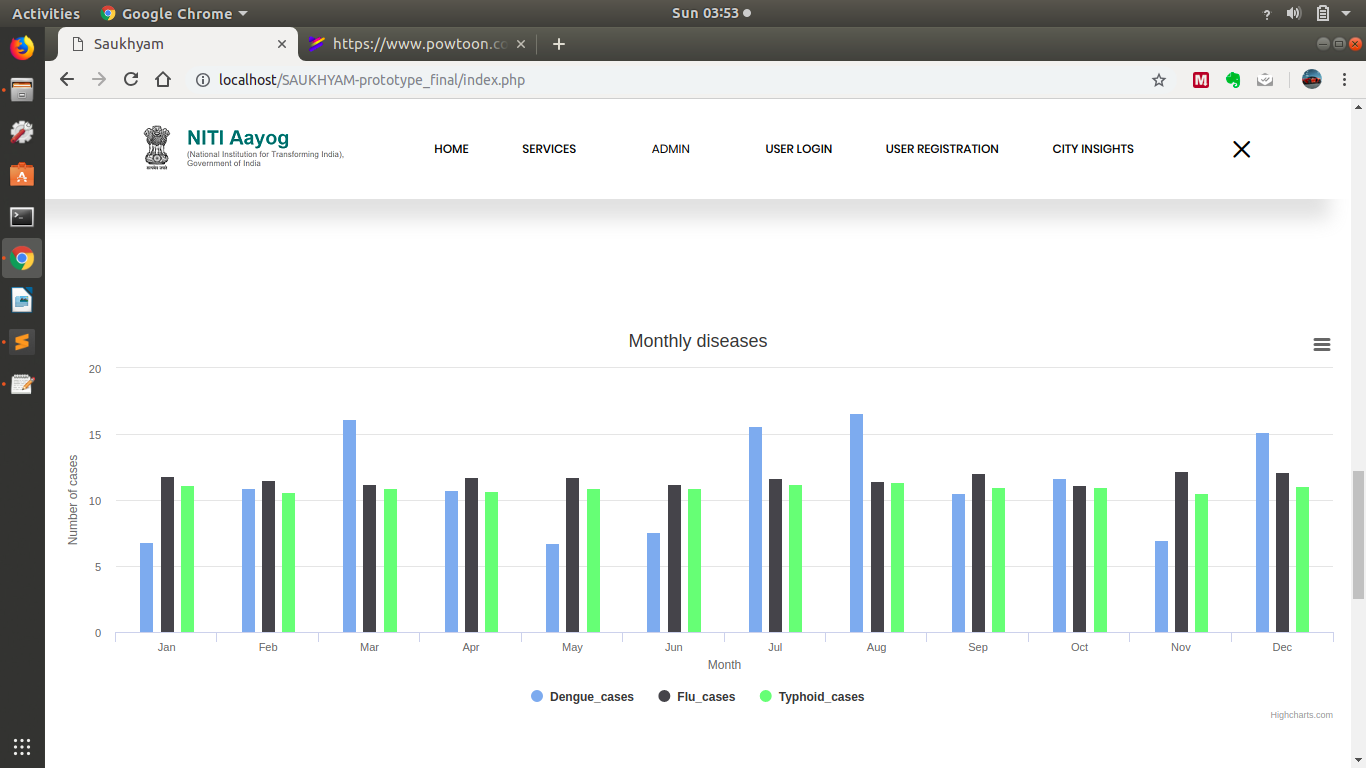 Activities Google Chrome Sun 03:53 ?
Saukhyam https://www.powtoon.co
localhost/SAUKHYAM-prototype_final/index.php M
NITI Aayog
(National Institution for Transforming India),
Government of India
HOME SERVICES ADMIN USER LOGIN USER REGISTRATION CITY INSIGHTS
Monthly diseases
Number of cases
20
15
10
5
0
Jan Feb Mar Apr May Jun Jul Aug Sep Oct Nov Dec
Month
Dengue_cases Flu_cases Typhoid_cases
Highcharts.com